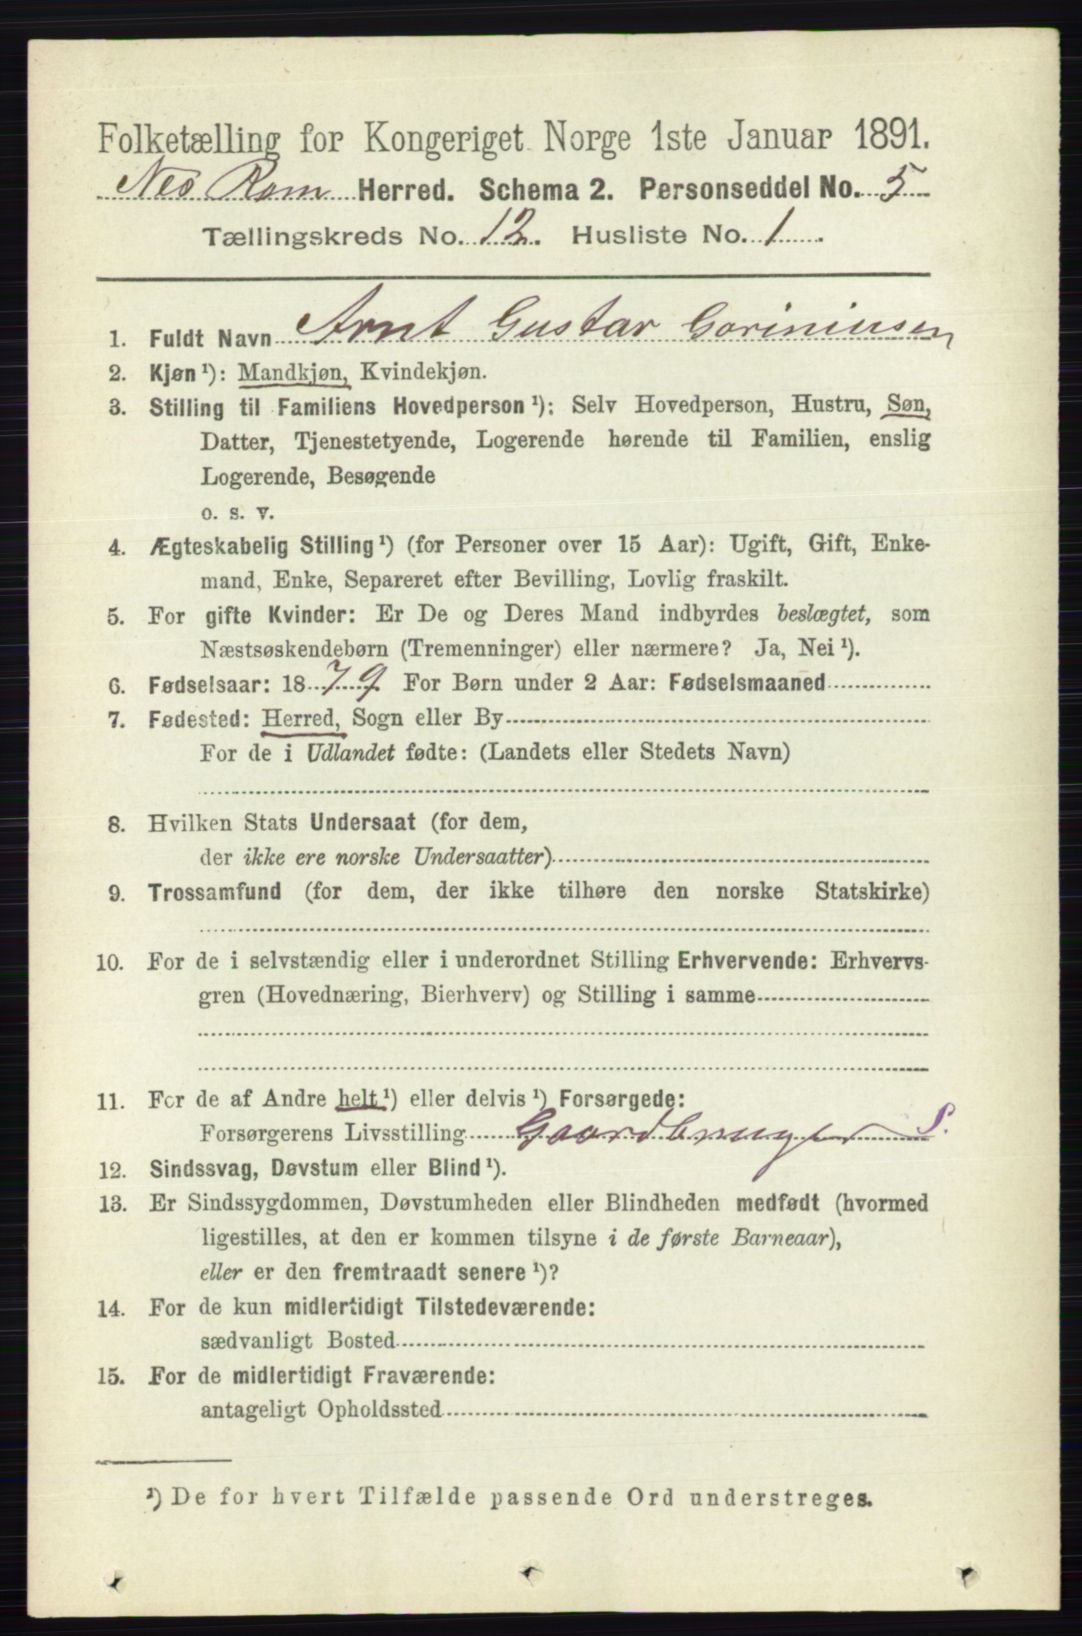 Folketælling for Kongeriget Norge 1ste Januar 1891.
Nes Rom Herred. Schema 2. Personseddel No. 5
Tællingskreds No. 12. Husliste No. 1.
1. Fuldt Navn Arnt Gustav
2. Kjøn ¹): Mandkjøn, Kvindekjøn.
3. Stilling til Familiens Hovedperson ¹): Selv Hovedperson, Hustru, Søn,
Datter, Tjenestetyende, Logerende hørende til Familien, enslig
Logerende, Besøgende
o. s. v.
4. Ægteskabelig Stilling ¹) (for Personer over 15 Aar): Ugift, Gift, Enke-
mand, Enke, Separeret efter Bevilling, Lovlig fraskilt.
5. For gifte Kvinder: Er De og Deres Mand indbyrdes beslægtet, som
Næstsøskendebørn (Tremenninger) eller nærmere? Ja, Nei ¹).
6. Fødselsaar: 1879. For Børn under 2 Aar: Fødselsmaaned
7. Fødested: Herred, Sogn eller By
For de i Udlandet fødte: (Landets eller Stedets Navn)
8. Hvilken Stats Undersaat (for dem,
der ikke ere norske Undersaatter)
9. Trossamfund (for dem, der ikke tilhøre den norske Statskirke)
10. For de i selvstændig eller i underordnet Stilling Erhvervende: Erhvervs-
gren (Hovednæring, Bierhverv) og Stilling i samme
11. For de af Andre helt ¹) eller delvis ¹) Forsørgede:
Forsørgerens Livsstilling Gaardbruger S.
12. Sindssvag, Døvstum eller Blind ¹).
13. Er Sindssygdommen, Døvstumheden eller Blindheden medfødt (hvormed
ligestilles, at den er kommen tilsyne i de første Barneaar),
eller er den fremtraadt senere ¹)?
14. For de kun midlertidigt Tilstedeværende:
sædvanligt Bosted
15. For de midlertidigt Fraværende:
antageligt Opholdssted
¹) De for hvert Tilfælde passende Ord understreges.